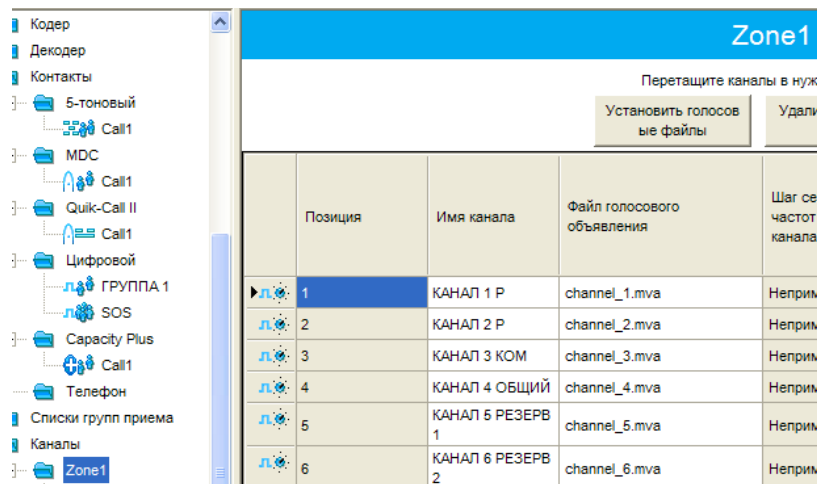 Кодер
Декодер
Контакты
5-тоновый
Call1
MDC
Call1
Quik-Call II
Call1
Цифровой
ГРУППА 1
SOS
Capacity Plus
Call1
Телефон
Списки групп приема
Каналы
Zone1
Zone1
Перетащите каналы в нуж
Установить голосов
ые файлы
Удали
Позиция
Имя канала
Файл голосового
объявления
Шаг се
частот
канала
1 КАНАЛ 1 Р channel_1.mva Неприм
2 КАНАЛ 2 Р channel_2.mva Неприм
3 КАНАЛ 3 КОМ channel_3.mva Неприм
4 КАНАЛ 4 ОБЩИЙ channel_4.mva Неприм
5 КАНАЛ 5 РЕЗЕРВ
1 channel_5.mva Неприм
6 КАНАЛ 6 РЕЗЕРВ
2 channel_6.mva Неприм